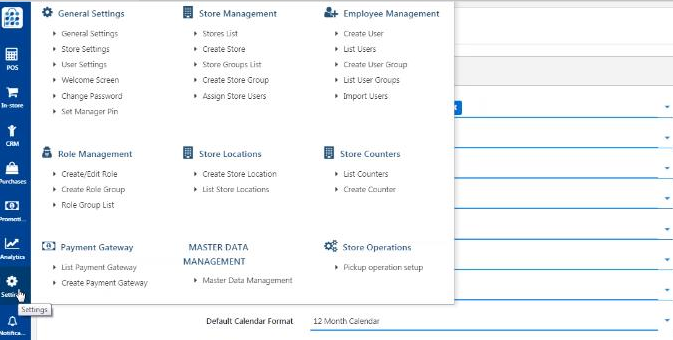 General Settings
General Settings
Store Settings
User Settings
Welcome Screen
Change Password
Set Manager Pin
Store Management
Stores List
Create Store
Store Groups List
Create Store Group
Assign Store Users
Employee Management
Create User
List Users
Create User Group
List User Groups
Import Users
Role Management
Create/Edit Role
Create Role Group
Role Group List
Store Locations
Create Store Location
List Store Locations
Store Counters
List Counters
Create Counter
Payment Gateway
List Payment Gateway
Create Payment Gateway
MASTER DATA
MANAGEMENT
Master Data Management
Store Operations
Pickup operation setup
POS
In-store
CRM
Purchases
Promoti...
Analytics
Settings
Notifica...
Default Calendar Format
12 Month Calendar